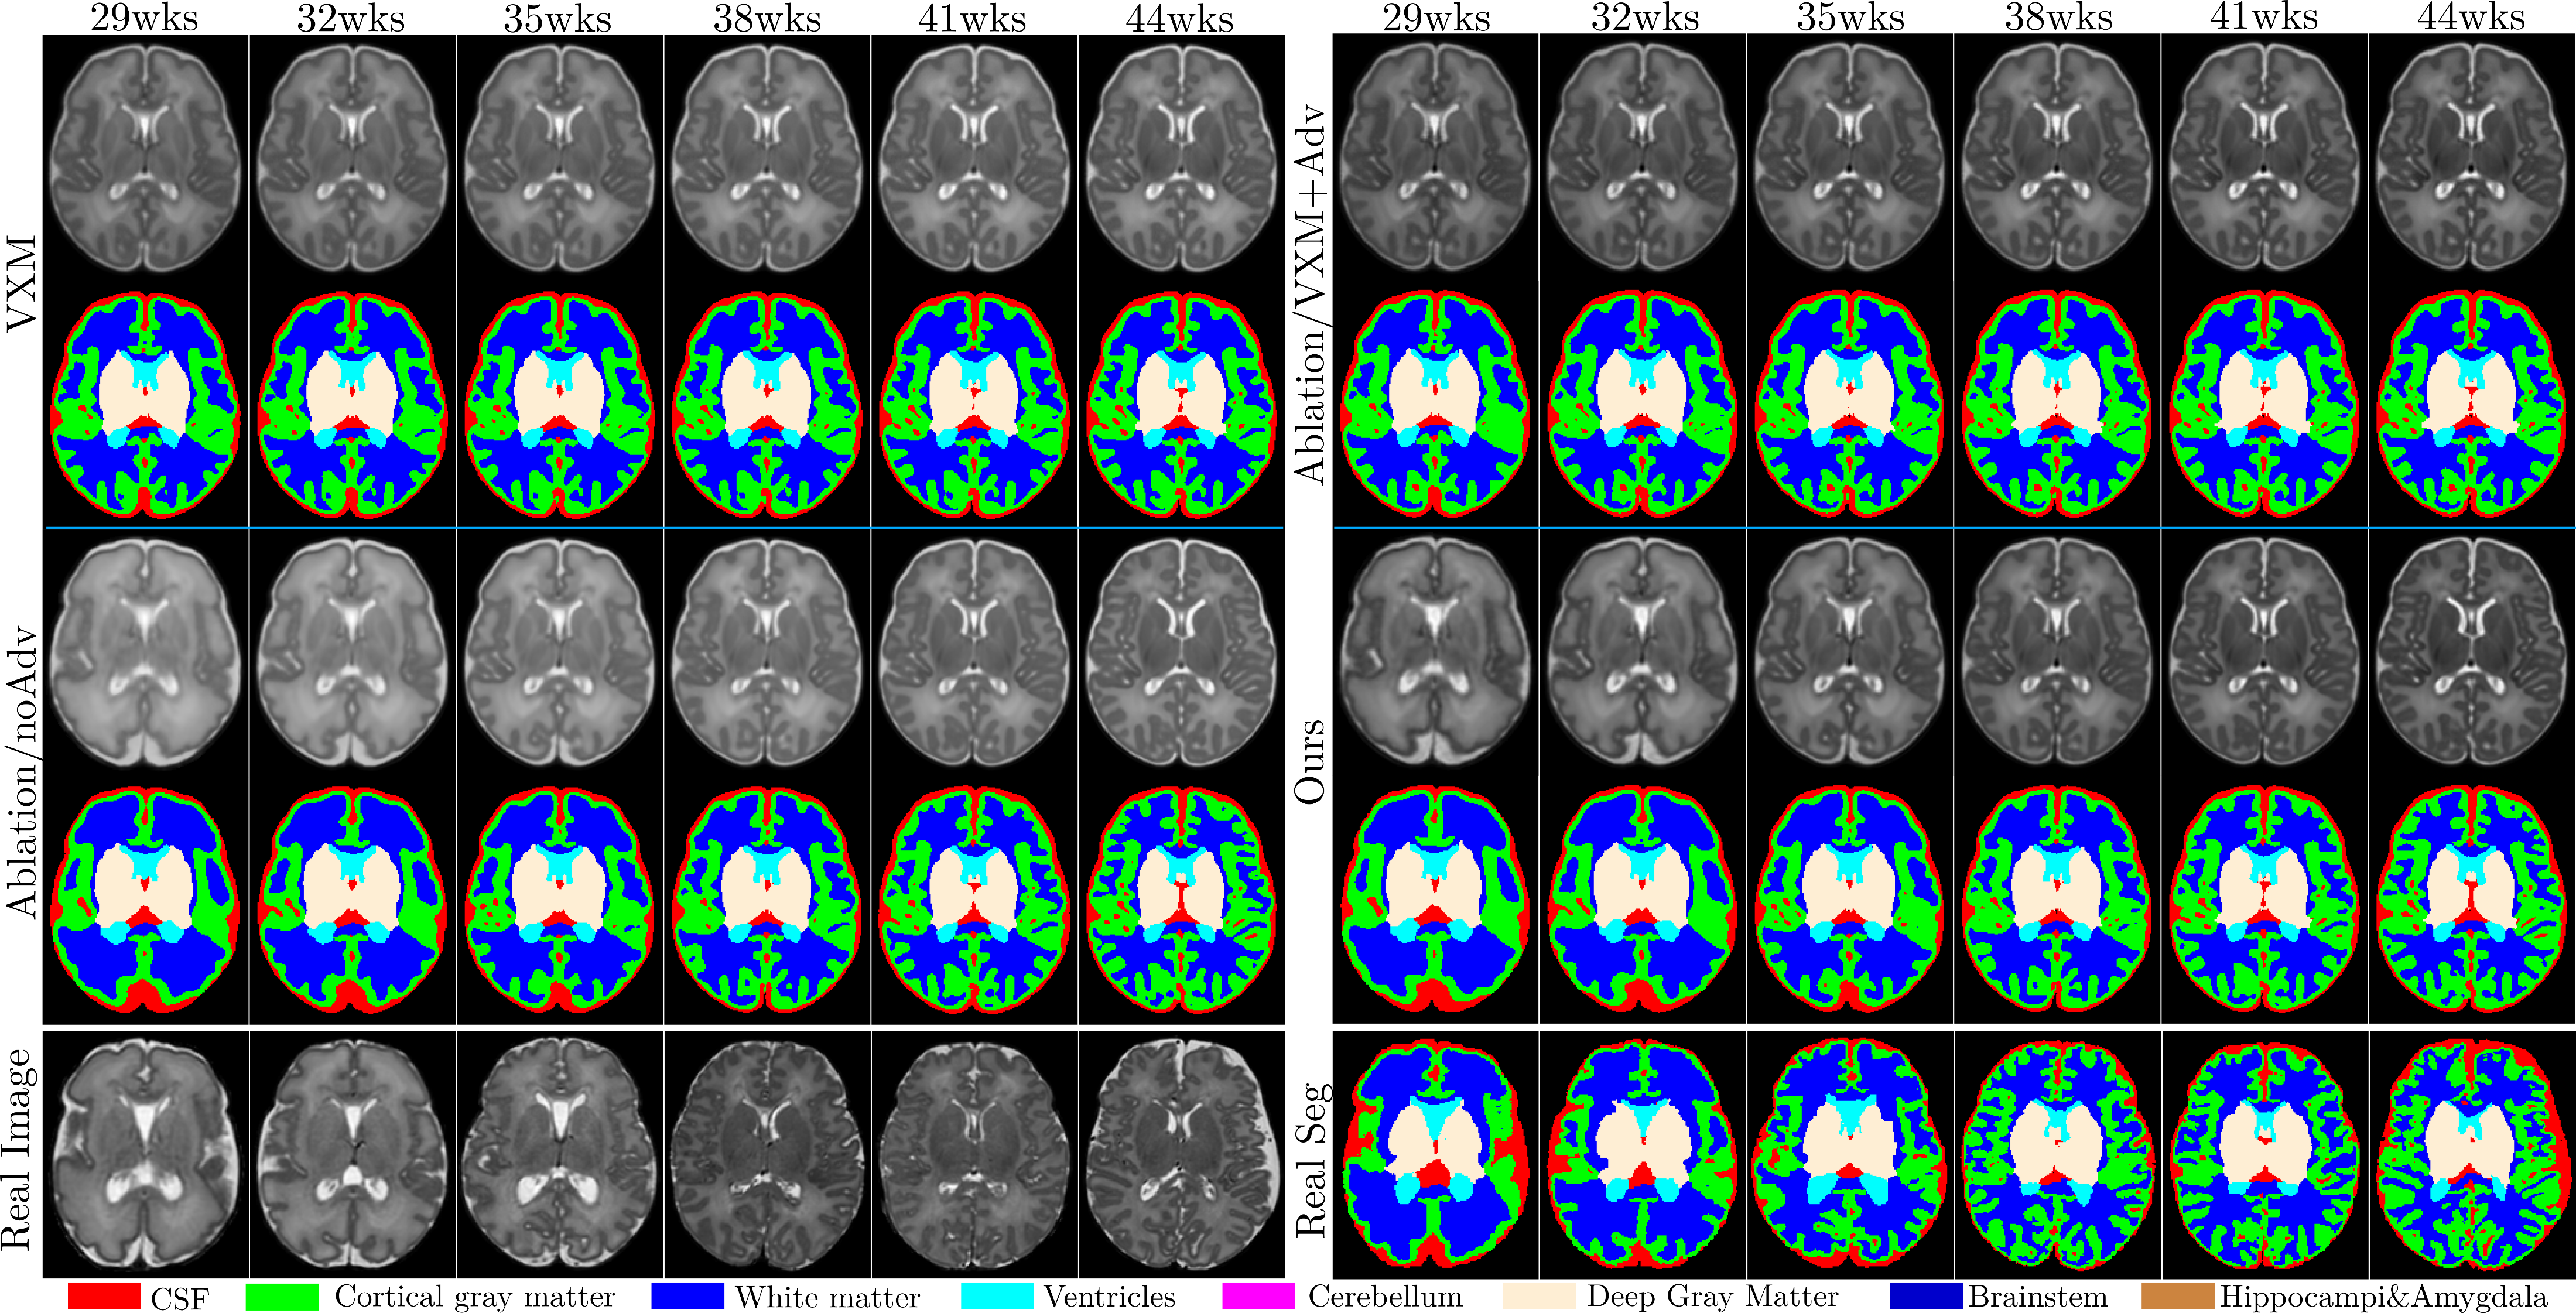 29wks 32wks 35wks 38wks 41wks 44wks 29wks 32wks 35wks 38wks 41wks 44wks
VXM
Ablation/VXM+Adv
Ablation/noAdv
Ours
Real Image
Real Seg
CSF Cortical gray matter White matter Ventricles Cerebellum Deep Gray Matter Brainstem Hippocampi&Amygdala